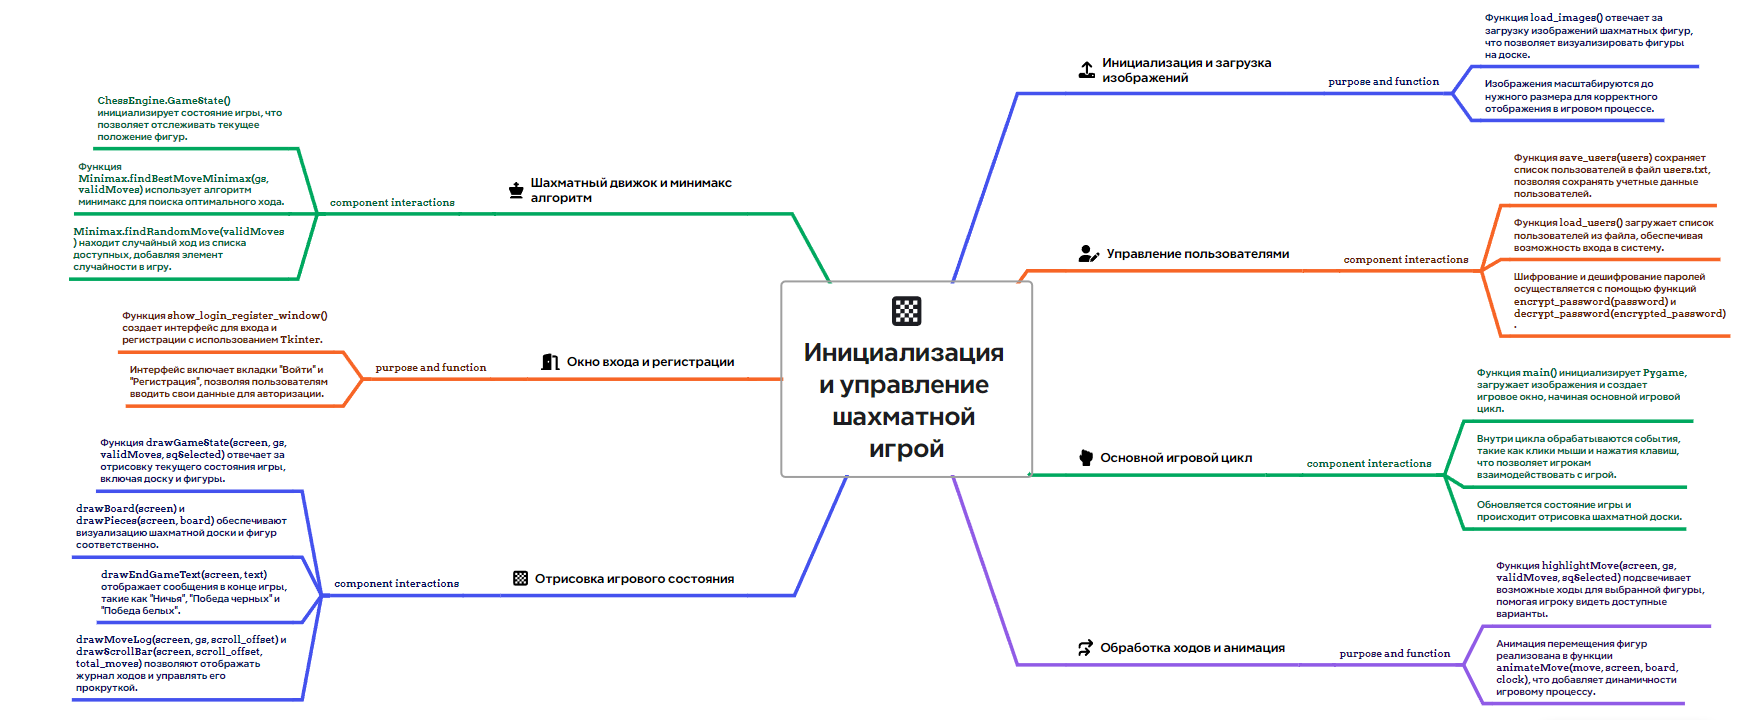 Инициализация
и управление
шахматной
игрой
Инициализация и загрузка
изображений
purpose and function
Функция load_images() отвечает за
загрузку изображений шахматных фигур,
что позволяет визуализировать фигуры
на доске.
Изображения масштабируются до
нужного размера для корректного
отображения в игровом процессе.
Управление пользователями
component interactions
Функция save_users(users) сохраняет
список пользователей в файл users.txt,
позволяя сохранять учетные данные
пользователей.
Функция load_users() загружает список
пользователей из файла, обеспечивая
возможность входа в систему.
Шифрование и дешифрование паролей
осуществляется с помощью функций
encrypt_password(password) и
decrypt_password(encrypted_password)
.
Основной игровой цикл
component interactions
Функция main() инициализирует Pygame,
загружает изображения и создает
игровое окно, начиная основной игровой
цикл.
Внутри цикла обрабатываются события,
такие как клики мыши и нажатия клавиш,
что позволяет игрокам
взаимодействовать с игрой.
Обновляется состояние игры и
происходит отрисовка шахматной доски.
Обработка ходов и анимация
purpose and function
Функция highlightMove(screen, gs,
validMoves, sqSelected) подсвечивает
возможные ходы для выбранной фигуры,
помогая игроку видеть доступные
варианты.
Анимация перемещения фигур
реализована в функции
animateMove(move, screen, board,
clock), что добавляет динамичности
игровому процессу.
Шахматный движок и минимакс
алгоритм
component interactions
ChessEngine.GameState()
инициализирует состояние игры, что
позволяет отслеживать текущее
положение фигур.
Функция
Minimax.findBestMoveMinimax(gs,
validMoves) использует алгоритм
минимакс для поиска оптимального хода.
Minimax.findRandomMove(validMoves
) находит случайный ход из списка
доступных, добавляя элемент
случайности в игру.
Окно входа и регистрации
purpose and function
Функция show_login_register_window()
создает интерфейс для входа и
регистрации с использованием Tkinter.
Интерфейс включает вкладки "Войти" и
"Регистрация", позволяя пользователям
вводить свои данные для авторизации.
Отрисовка игрового состояния
component interactions
Функция drawGameState(screen, gs,
validMoves, sqSelected) отвечает за
отрисовку текущего состояния игры,
включая доску и фигуры.
drawBoard(screen) и
drawPieces(screen, board) обеспечивают
визуализацию шахматной доски и фигур
соответственно.
drawEndGameText(screen, text)
отображает сообщения в конце игры,
такие как "Ничья", "Победа черных" и
"Победа белых".
drawMoveLog(screen, gs, scroll_offset) и
drawScrollBar(screen, scroll_offset,
total_moves) позволяют отображать
журнал ходов и управлять его
прокруткой.